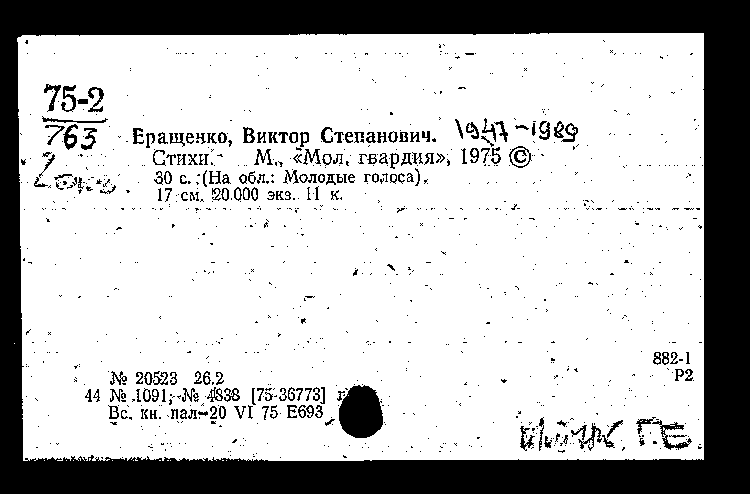 75-2
763
2 экз.
Еращенко, Виктор Степанович. 1947-1989
Стихи. М., «Мол. гвардия», 1975 ©
30 с. (На обл.: Молодые голоса).
17 см. 20.000 экз. 11 к.
882-1
Р2
№ 20523 26.2
44 № 1091; № 4838 [75-36773] п
Вс. кн. пал-20 VI 75 Е693
Г.Б.